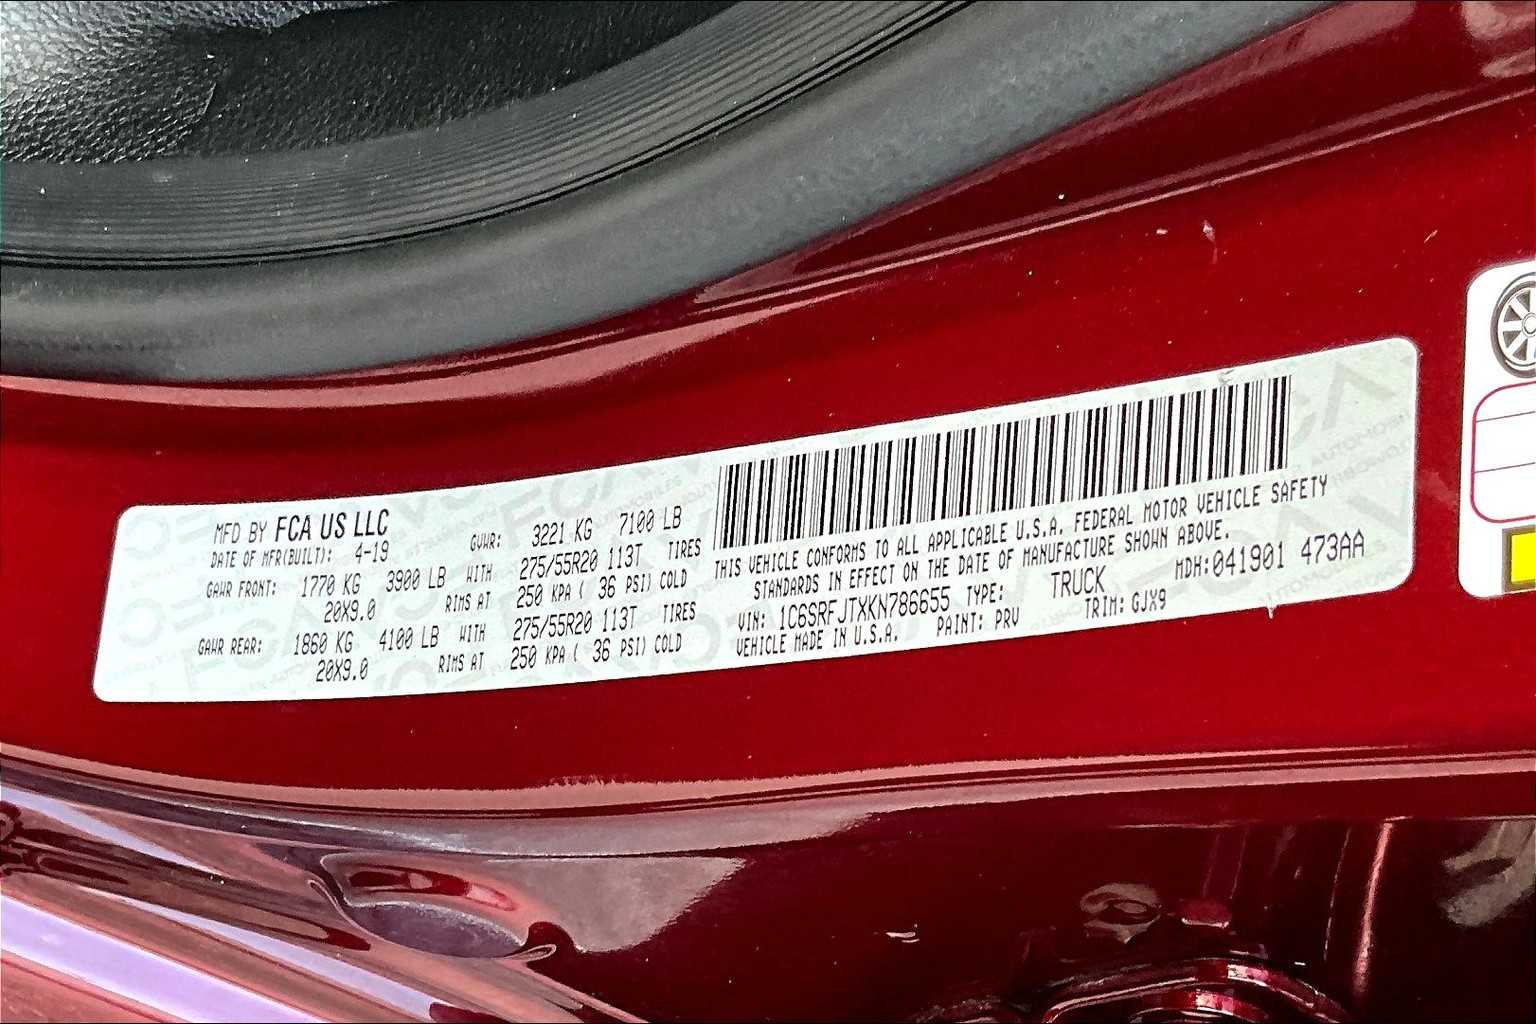 MFD BY FCA US LLC
DATE OF MFR(BUILT): 4-19
GVWR: 3221 KG 7100 LB
GAWR FRONT: 1770 KG 3900 LB WITH 275/55R20 113T TIRES
20X9.0 RIMS AT 250 KPA ( 36 PSI) COLD
GAWR REAR: 1860 KG 4100 LB WITH 275/55R20 113T TIRES
20X9.0 RIMS AT 250 KPA ( 36 PSI) COLD
THIS VEHICLE CONFORMS TO ALL APPLICABLE U.S.A. FEDERAL MOTOR VEHICLE SAFETY
STANDARDS IN EFFECT ON THE DATE OF MANUFACTURE SHOWN ABOVE.
MDH:041901 473AA
VIN: 1C6SRFJTXKN786655 TYPE: TRUCK
VEHICLE MADE IN U.S.A. PAINT: PRV TRIM: GJX9